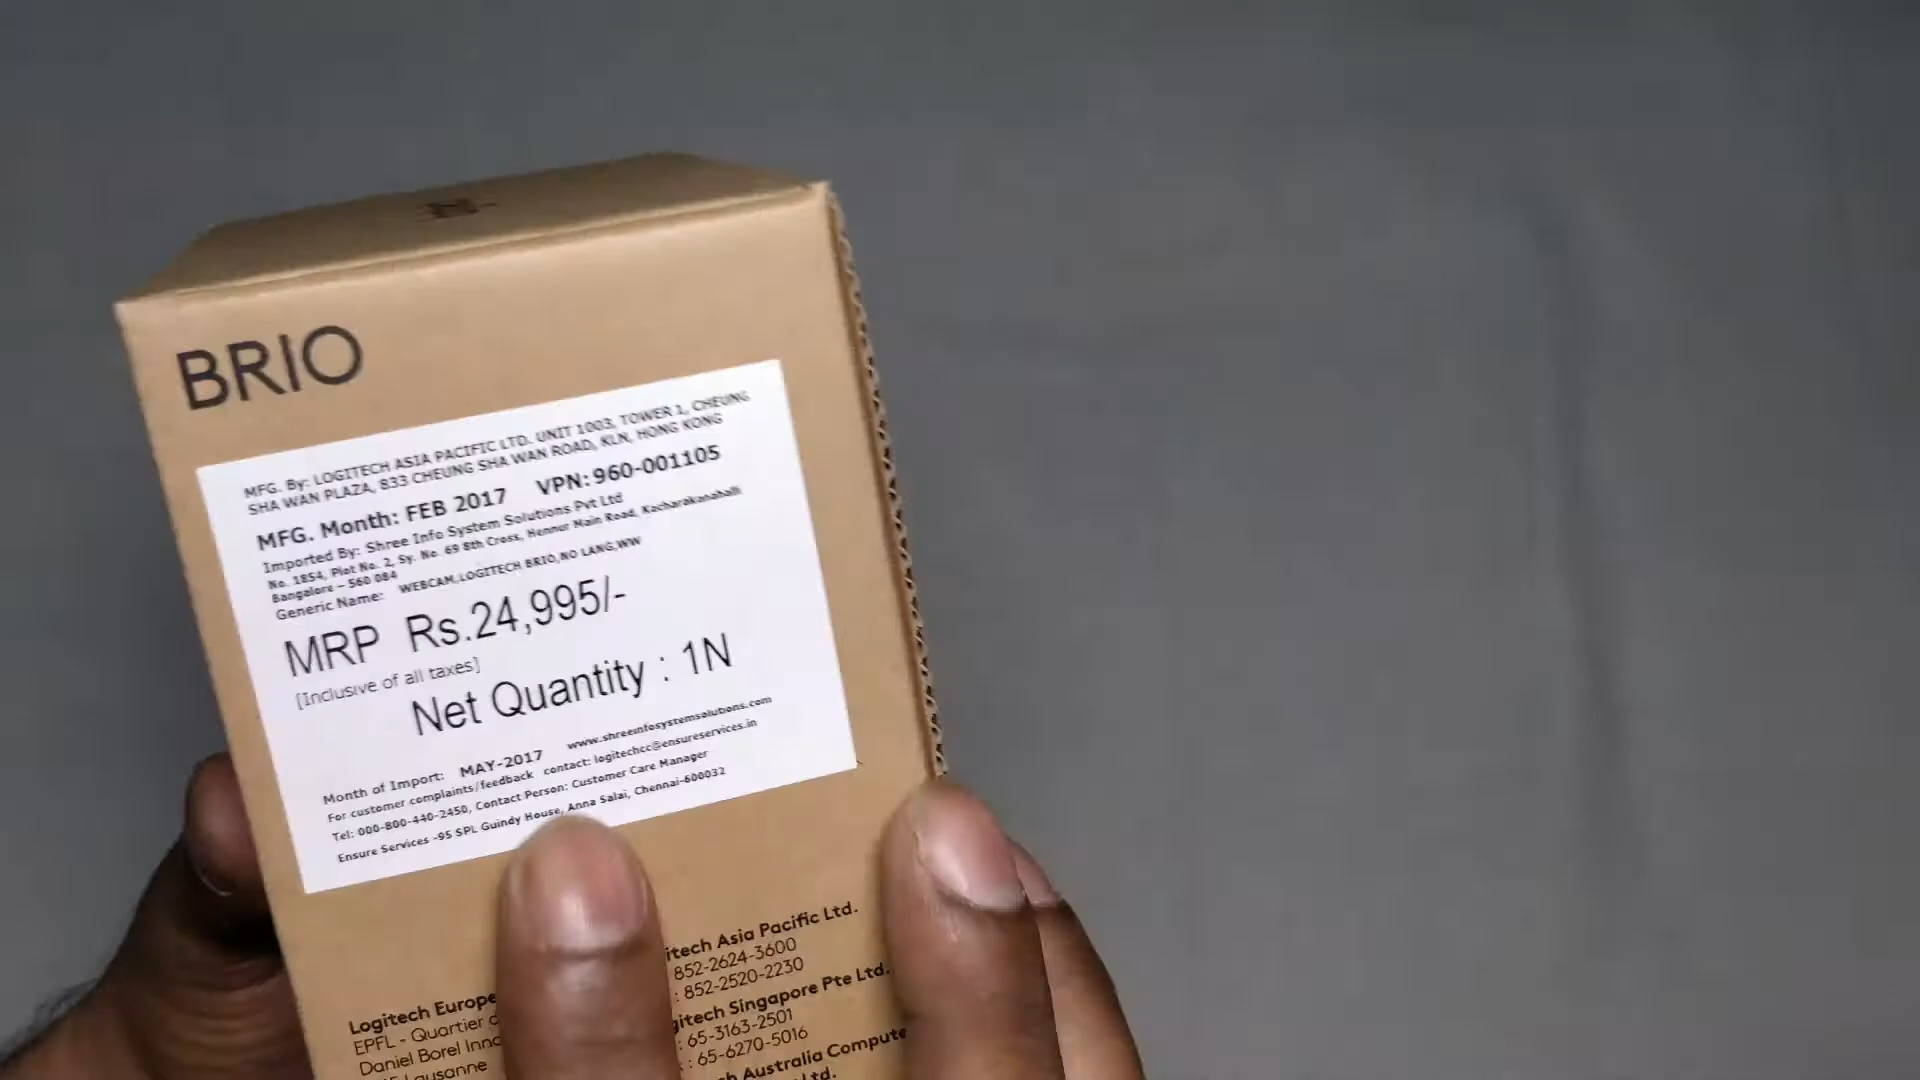 BRIO
MFG. By: LOGITECH ASIA PACIFIC LTD. UNIT 1003, TOWER 1, CHEUNG
SHA WAN PLAZA, 833 CHEUNG SHA WAN ROAD, KLN, HONG KONG
MFG. Month: FEB 2017 VPN: 960-001105
Imported By: Shree Info System Solutions Pvt Ltd
No. 1854, Plot No. 2, Sy. No. 69 8th Cross, Hennur Main Road, Kacharakanahalli
Bangalore - 560 084
Generic Name: WEBCAM,LOGITECH BRIO,NO LANG,WW
MRP Rs.24,995/-
[Inclusive of all taxes]
Net Quantity : 1N
Month of Import: MAY-2017 www.shreeinfosystemsolutions.com
For customer complaints/feedback contact: logitechcc@ensureservices.in
Tel: 000-800-440-2450, Contact Person: Customer Care Manager
Ensure Services -95 SPL Guindy House, Anna Salai, Chennai-600032
itech Asia Pacific Ltd.
852-2624-3600
: 852-2520-2230
gitech Singapore Pte Ltd.
: 65-3163-2501
: 65-6270-5016
ch Australia Compute
Ltd.
Logitech Europe
EPFL - Quartier d
Daniel Borel Inno
Lausanne